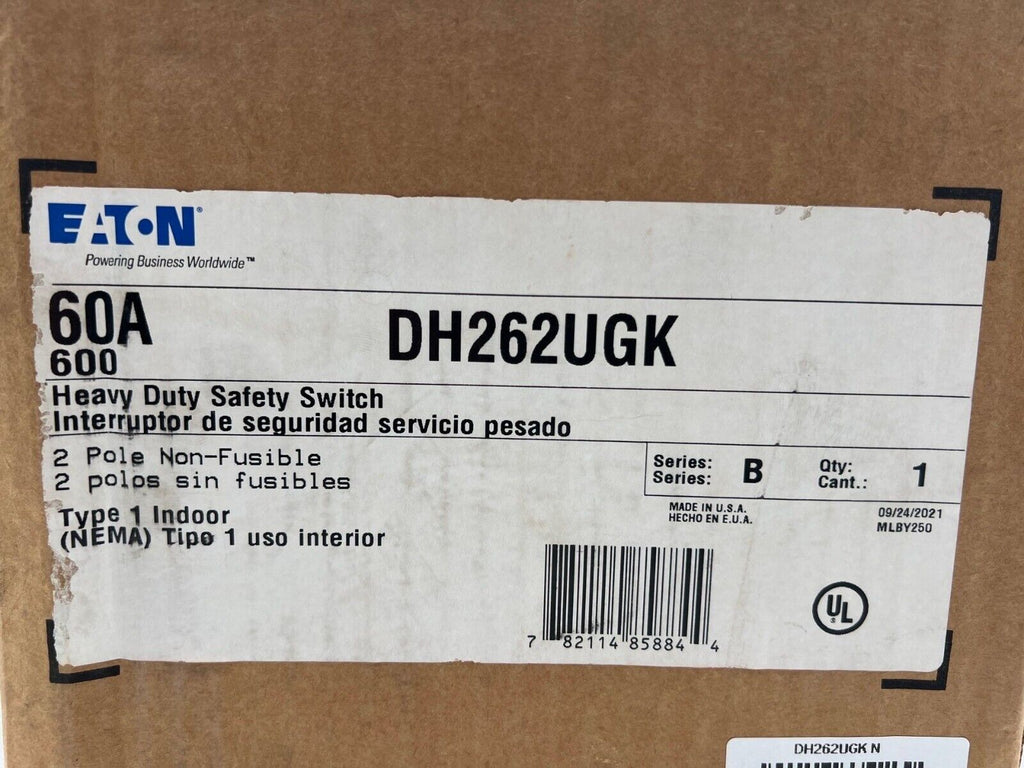 EATON®
Powering Business Worldwide™
60A
600
DH262UGK
Heavy Duty Safety Switch
Interruptor de seguridad servicio pesado
2 Pole Non-Fusible
2 polos sin fusibles
Series: B Qty: 1
Series: Cant.:
Type 1 Indoor
(NEMA) Tipo 1 uso interior
MADE IN U.S.A.
HECHO EN E.U.A.
09/24/2021
MLBY250
7 82114 85884 4
UL®
DH262UGK N